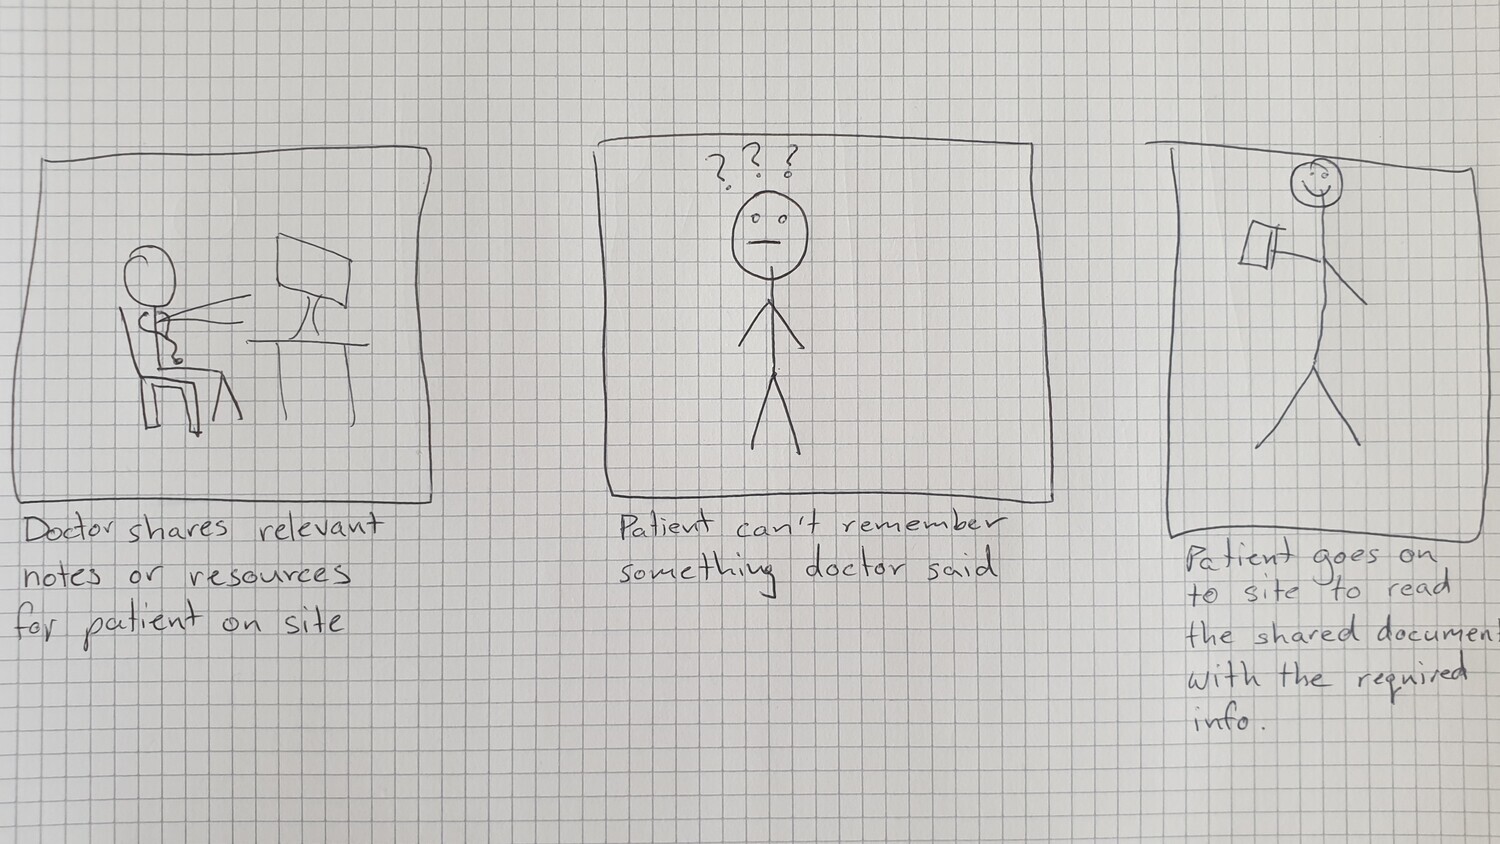 Doctor shares relevant
notes or resources
for patient on site
? ? ?
Patient can't remember
something doctor said
Patient goes on
to site to read
the shared document
with the required
info.